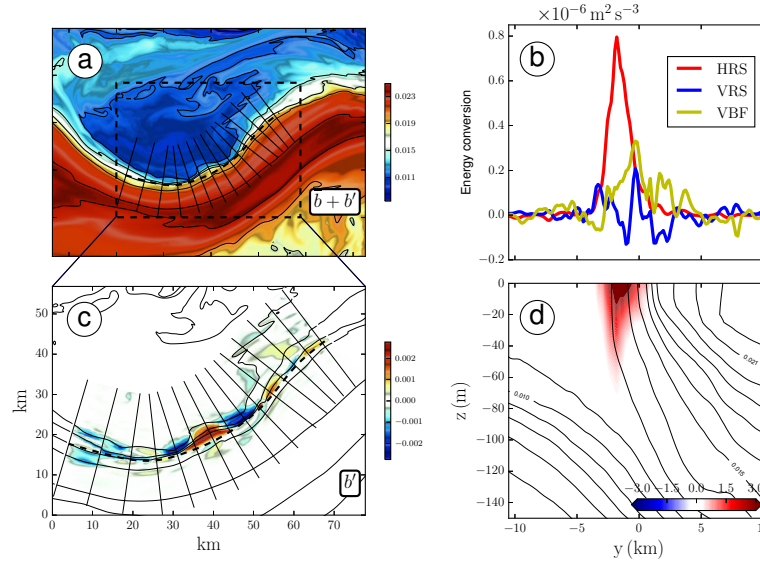 a
0.023
0.019
0.015
0.011
b + b′
×10⁻⁶ m² s⁻³
b
HRS
VRS
VBF
Energy conversion
0.8
0.6
0.4
0.2
0.0
−0.2
c
km
50
40
30
20
10
0
0 10 20 30 40 50 60 70
km
b′
0.002
0.001
0.000
−0.001
−0.002
d
z (m)
0
−20
−40
−60
−80
−100
−120
−140
0.010
0.021
0.015
−3.0 −1.5 0.0 1.5 3.0
−10 −5 0 5 10
y (km)